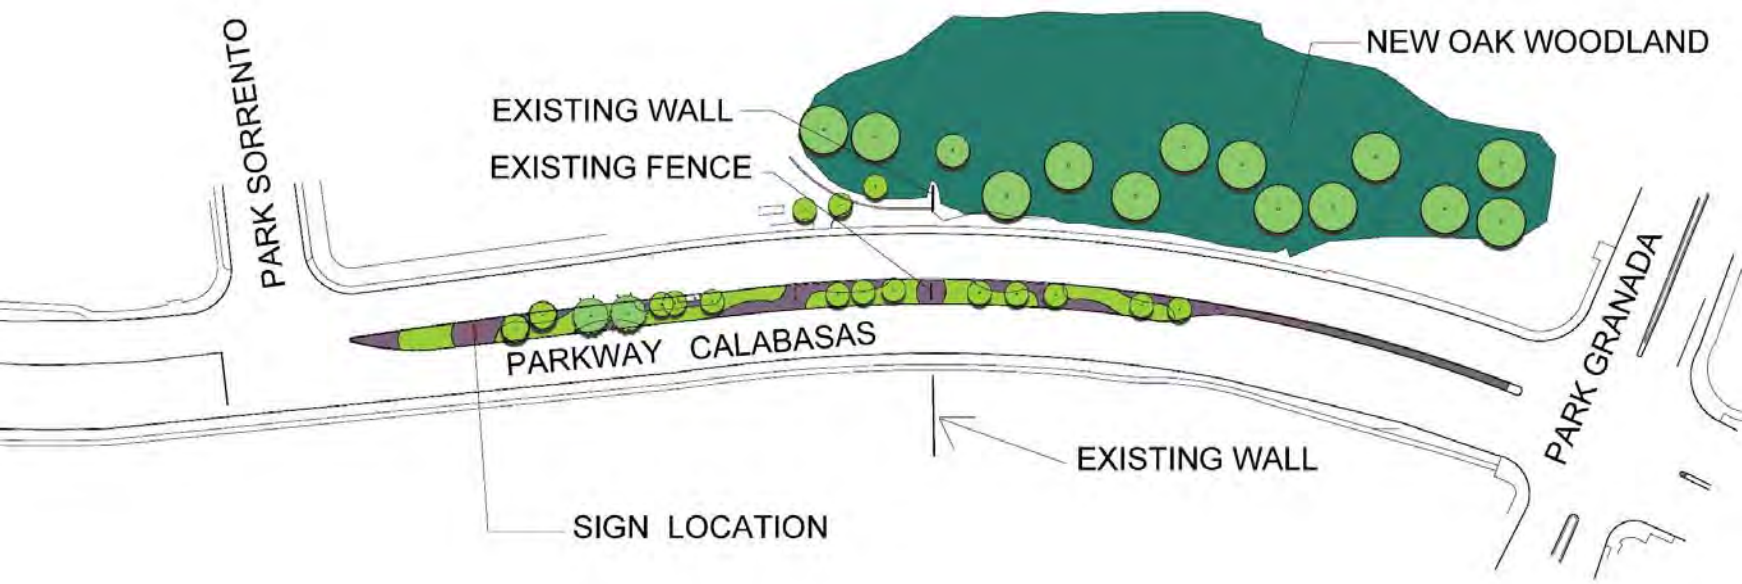 NEW OAK WOODLAND
PARK SORRENTO
EXISTING WALL
EXISTING FENCE
PARKWAY CALABASAS
PARK GRANADA
EXISTING WALL
SIGN LOCATION